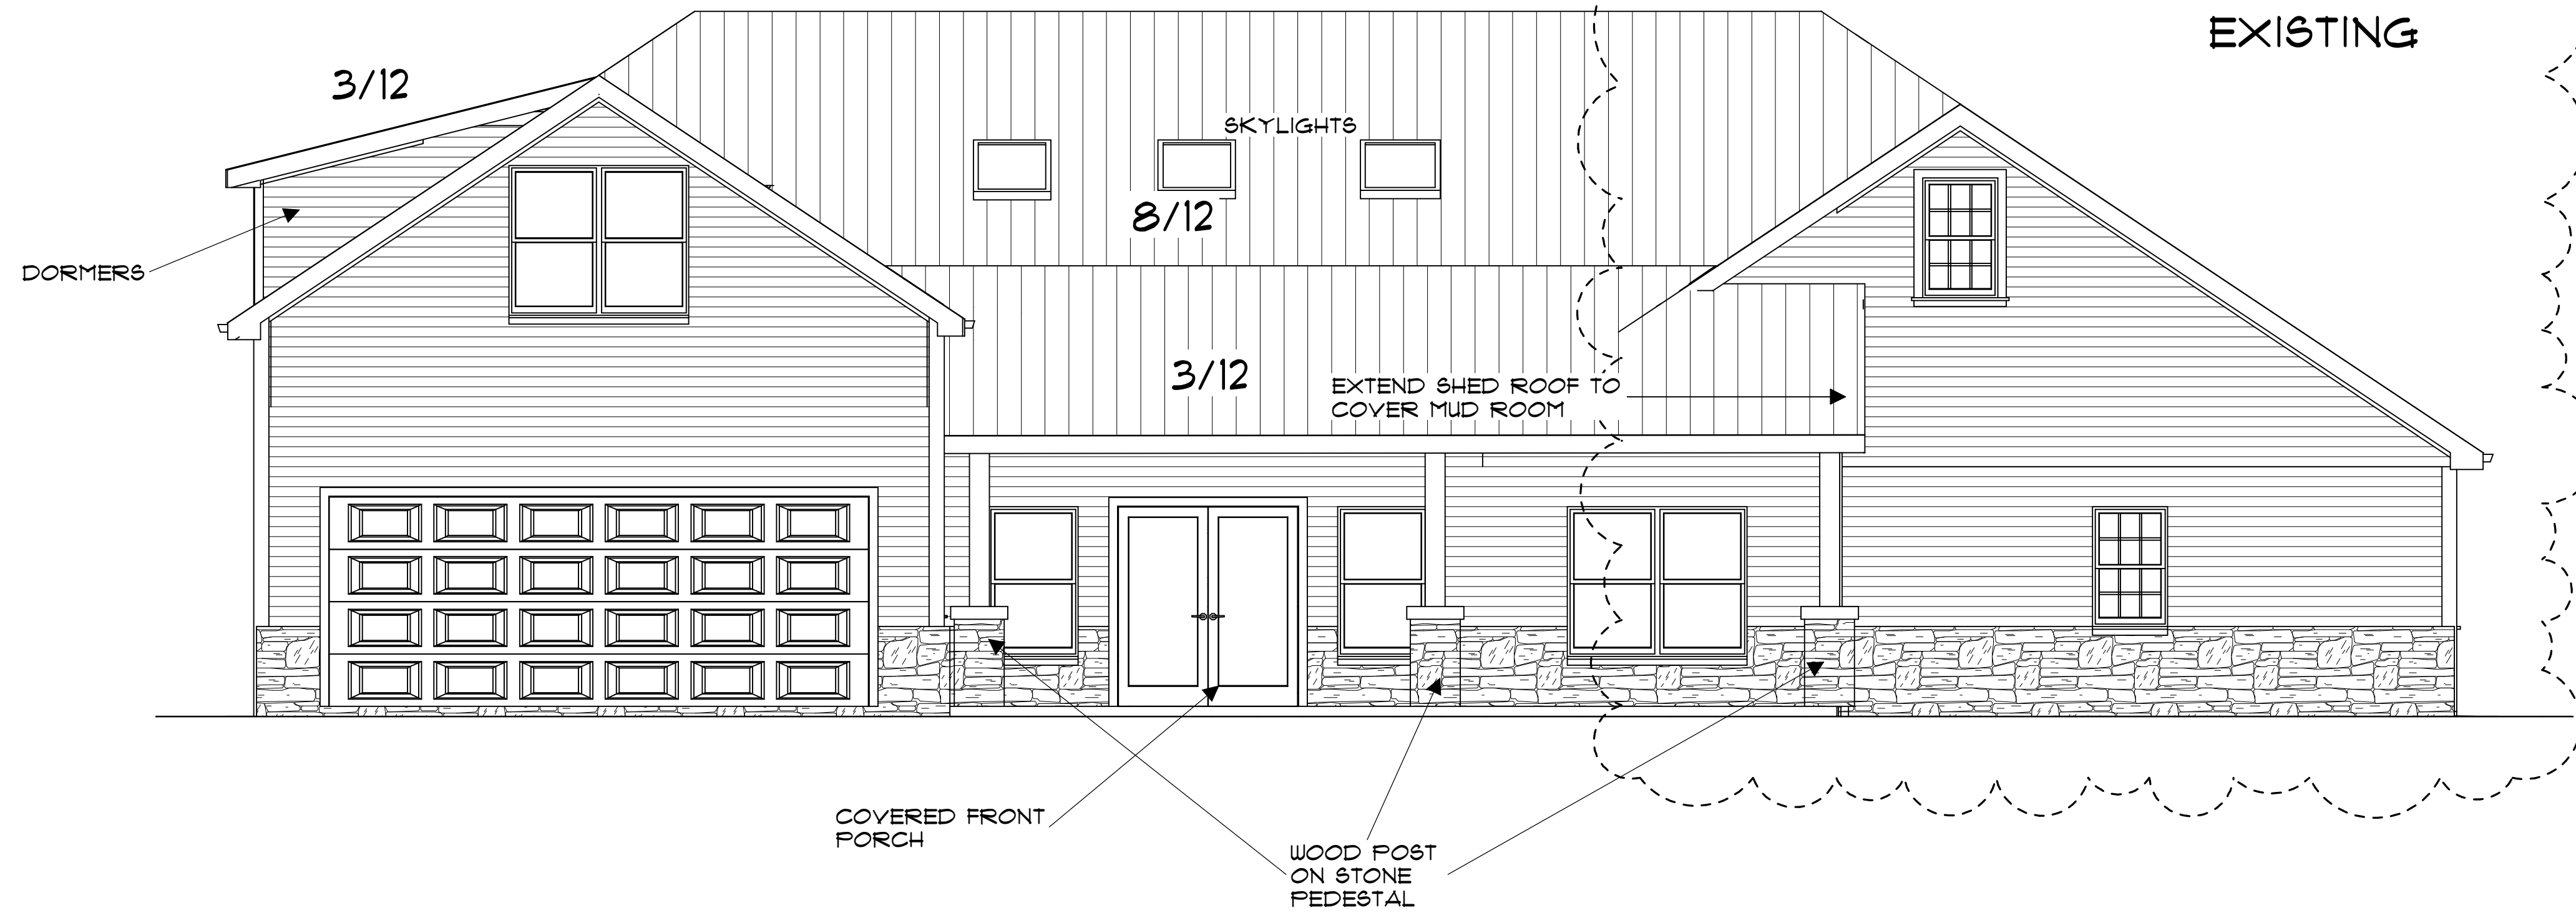 EXISTING
3/12
SKYLIGHTS
8/12
DORMERS
3/12
EXTEND SHED ROOF TO
COVER MUD ROOM
COVERED FRONT
PORCH
WOOD POST
ON STONE
PEDESTAL